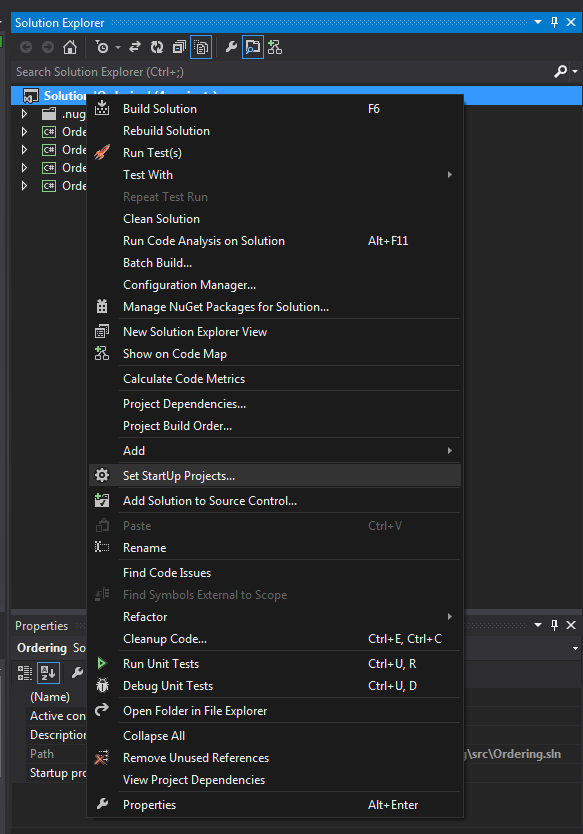 Solution Explorer
Search Solution Explorer (Ctrl+;)
Solution
.nug
Orde
Orde
Orde
Orde
Build Solution F6
Rebuild Solution
Run Test(s)
Test With
Repeat Test Run
Clean Solution
Run Code Analysis on Solution Alt+F11
Batch Build...
Configuration Manager...
Manage NuGet Packages for Solution...
New Solution Explorer View
Show on Code Map
Calculate Code Metrics
Project Dependencies...
Project Build Order...
Add
Set StartUp Projects...
Add Solution to Source Control...
Paste Ctrl+V
Rename
Find Code Issues
Find Symbols External to Scope
Refactor
Cleanup Code... Ctrl+E, Ctrl+C
Run Unit Tests Ctrl+U, R
Debug Unit Tests Ctrl+U, D
Open Folder in File Explorer
Collapse All
Remove Unused References
View Project Dependencies
Properties Alt+Enter
Properties
Ordering So
(Name)
Active con
Description
Path g\src\Ordering.sln
Startup pro